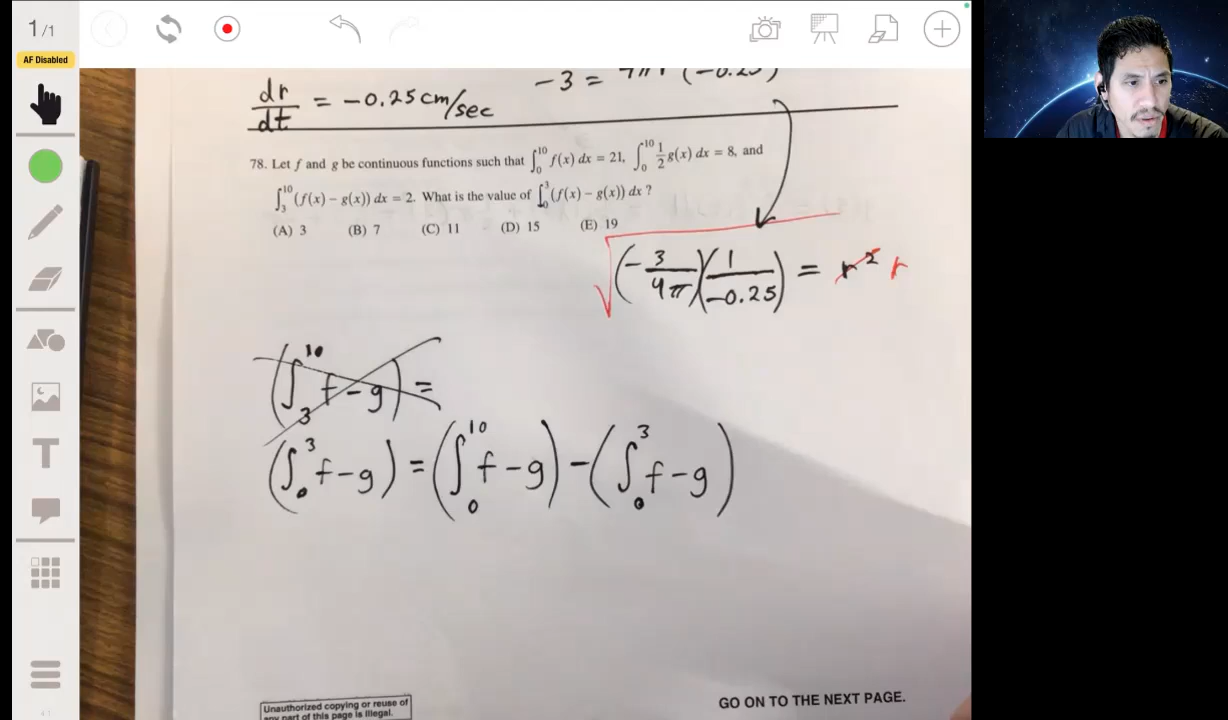 1/1
AF Disabled
dr/dt = -0.25 cm/sec
-3 = 4πr² (-0.25)
78. Let f and g be continuous functions such that ∫₀¹⁰ f(x) dx = 21, ∫₀¹⁰ ½ g(x) dx = 8, and
∫₃¹⁰ (f(x) − g(x)) dx = 2. What is the value of ∫₀³ (f(x) − g(x)) dx ?
(A) 3 (B) 7 (C) 11 (D) 15 (E) 19
√(-3/4π)(1/-0.25) = r² r
(∫₃¹⁰ f-g) =
(∫₀³ f-g) = (∫₀¹⁰ f-g) - (∫₀³ f-g)
T
Unauthorized copying or reuse of
any part of this page is illegal.
GO ON TO THE NEXT PAGE.